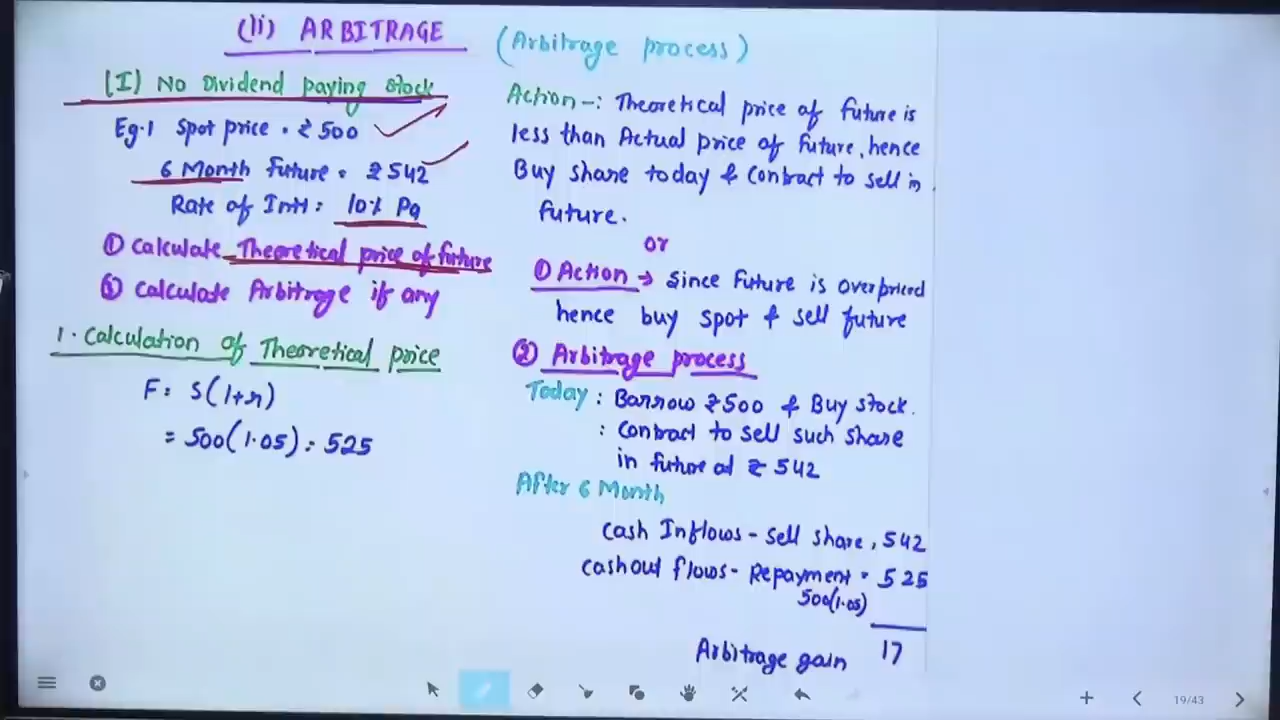 (ii) ARBITRAGE
(I) No Dividend paying stock
Eg.1 Spot price = ₹500
6 Month future = ₹542
Rate of Intt: 10% Pa
① Calculate Theoretical price of future
② Calculate Arbitrage if any
1. Calculation of Theoretical price
F = S(1+r)
= 500(1.05) = 525
(Arbitrage process)
Action -: Theoretical price of future is
less than Actual price of future, hence
Buy share today & contract to sell in
future.
or
① Action → Since future is overpriced
hence buy spot & sell future
② Arbitrage process
Today : Barrow ₹500 & Buy stock.
: Contract to sell such share
in future at ₹542
After 6 Month
Cash Inflows - Sell share, 542
Cash out flows - Repayment = 525
500(1.05)
Arbitrage gain 17
19/43